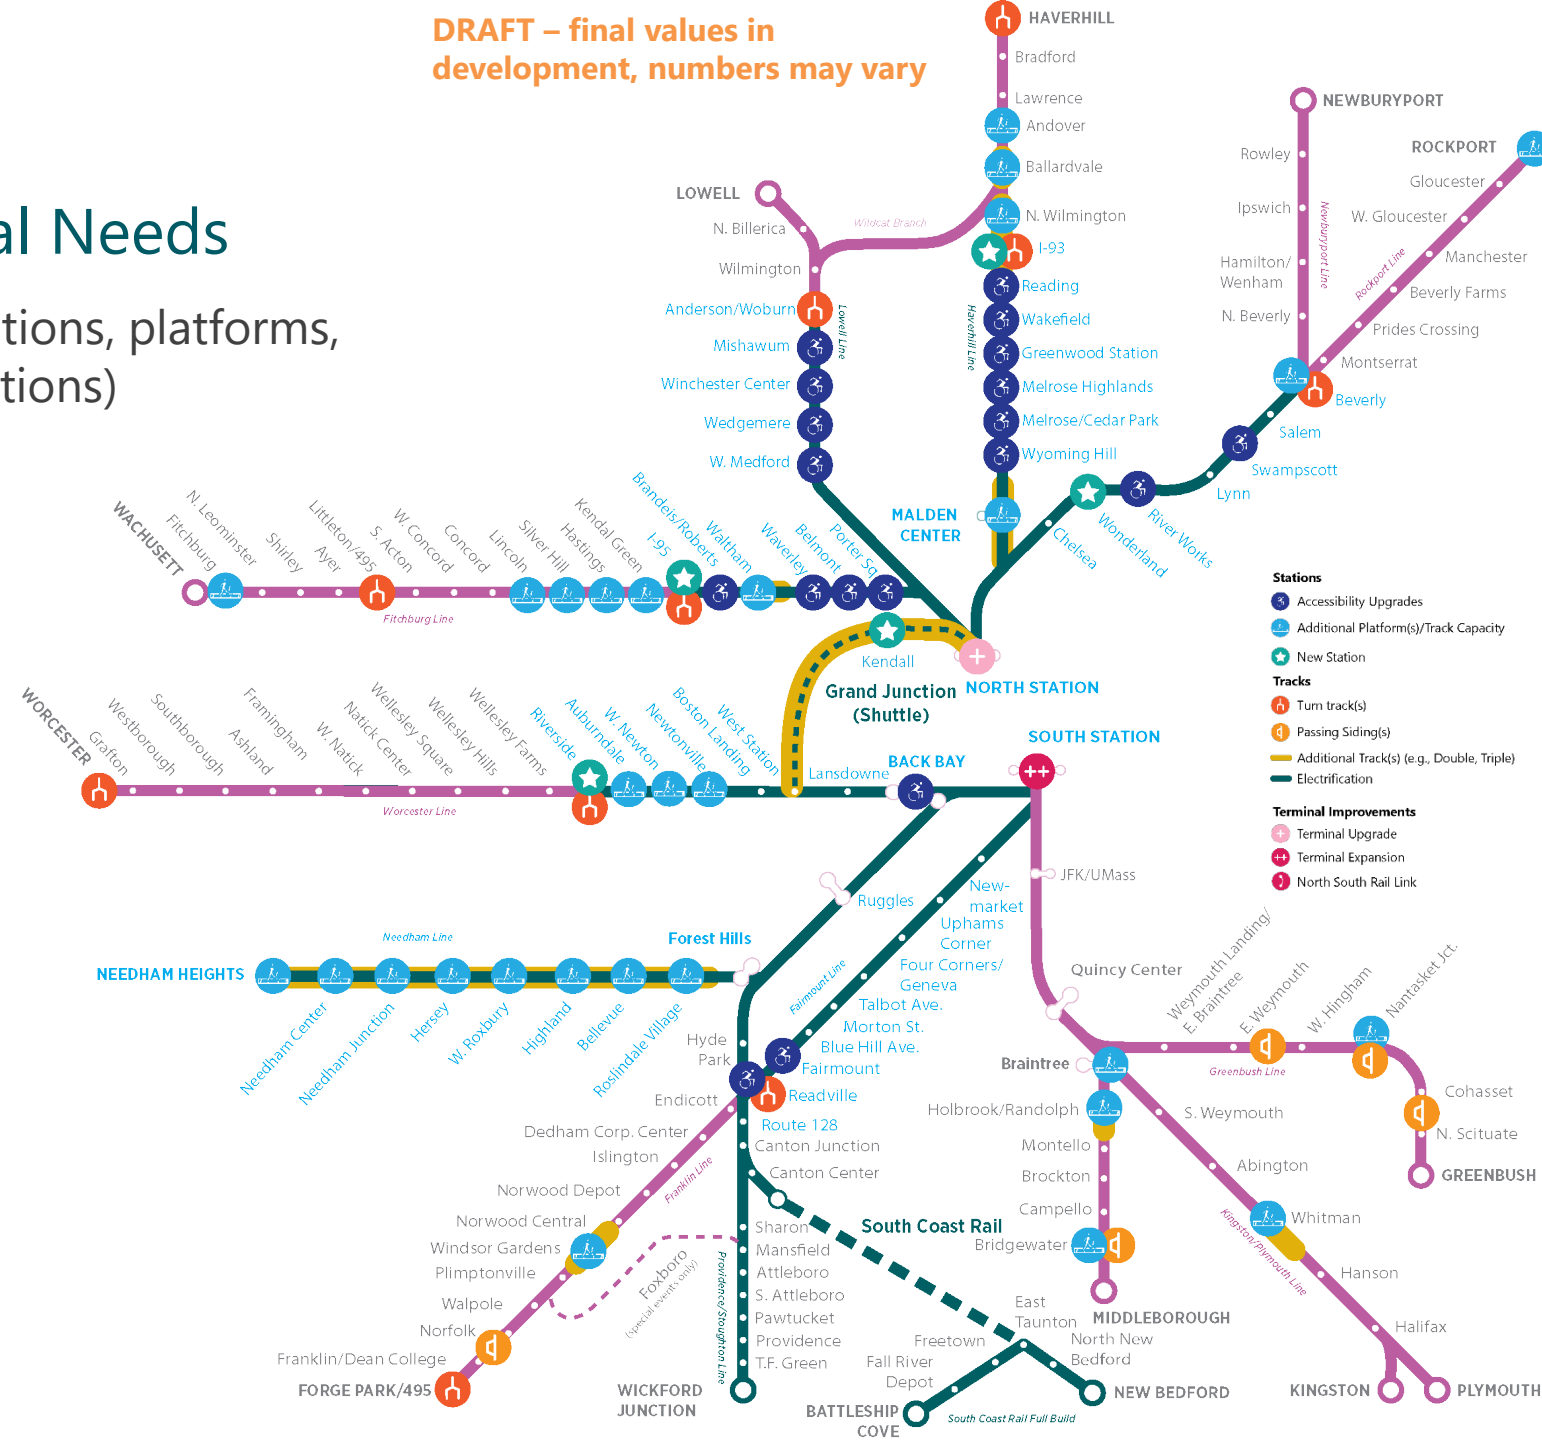 DRAFT – final values in
development, numbers may vary
al Needs
tions, platforms,
tions)
HAVERHILL
Bradford
Lawrence
Andover
Ballardvale
N. Wilmington
I-93
Reading
Wakefield
Greenwood Station
Melrose Highlands
Melrose/Cedar Park
Wyoming Hill
MALDEN
CENTER
Haverhill Line
Wildcat Branch
LOWELL
N. Billerica
Wilmington
Anderson/Woburn
Mishawum
Winchester Center
Wedgemere
W. Medford
Lowell Line
NEWBURYPORT
Rowley
Ipswich
Hamilton/
Wenham
N. Beverly
Newburyport Line
ROCKPORT
Gloucester
W. Gloucester
Manchester
Beverly Farms
Prides Crossing
Montserrat
Rockport Line
Beverly
Salem
Swampscott
Lynn
River Works
Wonderland
Chelsea
WACHUSETT
Fitchburg
N. Leominster
Shirley
Ayer
Littleton/495
S. Acton
W. Concord
Concord
Lincoln
Silver Hill
Hastings
Kendal Green
I-95
Brandeis/Roberts
Waltham
Waverley
Belmont
Porter Sq.
Fitchburg Line
Kendall
Grand Junction
(Shuttle)
NORTH STATION
WORCESTER
Grafton
Westborough
Southborough
Ashland
Framingham
W. Natick
Natick Center
Wellesley Square
Wellesley Hills
Wellesley Farms
Riverside
Auburndale
W. Newton
Newtonville
Boston Landing
West Station
Lansdowne
BACK BAY
SOUTH STATION
Worcester Line
Stations
Accessibility Upgrades
Additional Platform(s)/Track Capacity
New Station
Tracks
Turn track(s)
Passing Siding(s)
Additional Track(s) (e.g., Double, Triple)
Electrification
Terminal Improvements
Terminal Upgrade
Terminal Expansion
North South Rail Link
Ruggles
Forest Hills
Needham Line
NEEDHAM HEIGHTS
Needham Center
Needham Junction
Hersey
W. Roxbury
Highland
Bellevue
Roslindale Village
New-
market
Uphams
Corner
Four Corners/
Geneva
Talbot Ave.
Morton St.
Blue Hill Ave.
Fairmount
Readville
Fairmount Line
Hyde
Park
Endicott
Dedham Corp. Center
Islington
Norwood Depot
Norwood Central
Windsor Gardens
Plimptonville
Walpole
Norfolk
Franklin/Dean College
FORGE PARK/495
Franklin Line
Foxboro
(special events only)
Route 128
Canton Junction
Canton Center
Sharon
Mansfield
Attleboro
S. Attleboro
Pawtucket
Providence
T.F. Green
WICKFORD
JUNCTION
Providence/Stoughton Line
South Coast Rail
East
Taunton
Freetown
Fall River
Depot
BATTLESHIP
COVE
North New
Bedford
NEW BEDFORD
South Coast Rail Full Build
JFK/UMass
Quincy Center
Braintree
Holbrook/Randolph
Montello
Brockton
Campello
Bridgewater
MIDDLEBOROUGH
Weymouth Landing/
E. Braintree
E. Weymouth
W. Hingham
Nantasket Jct.
Greenbush Line
Cohasset
N. Scituate
GREENBUSH
S. Weymouth
Abington
Whitman
Hanson
Halifax
Kingston/Plymouth Line
KINGSTON
PLYMOUTH